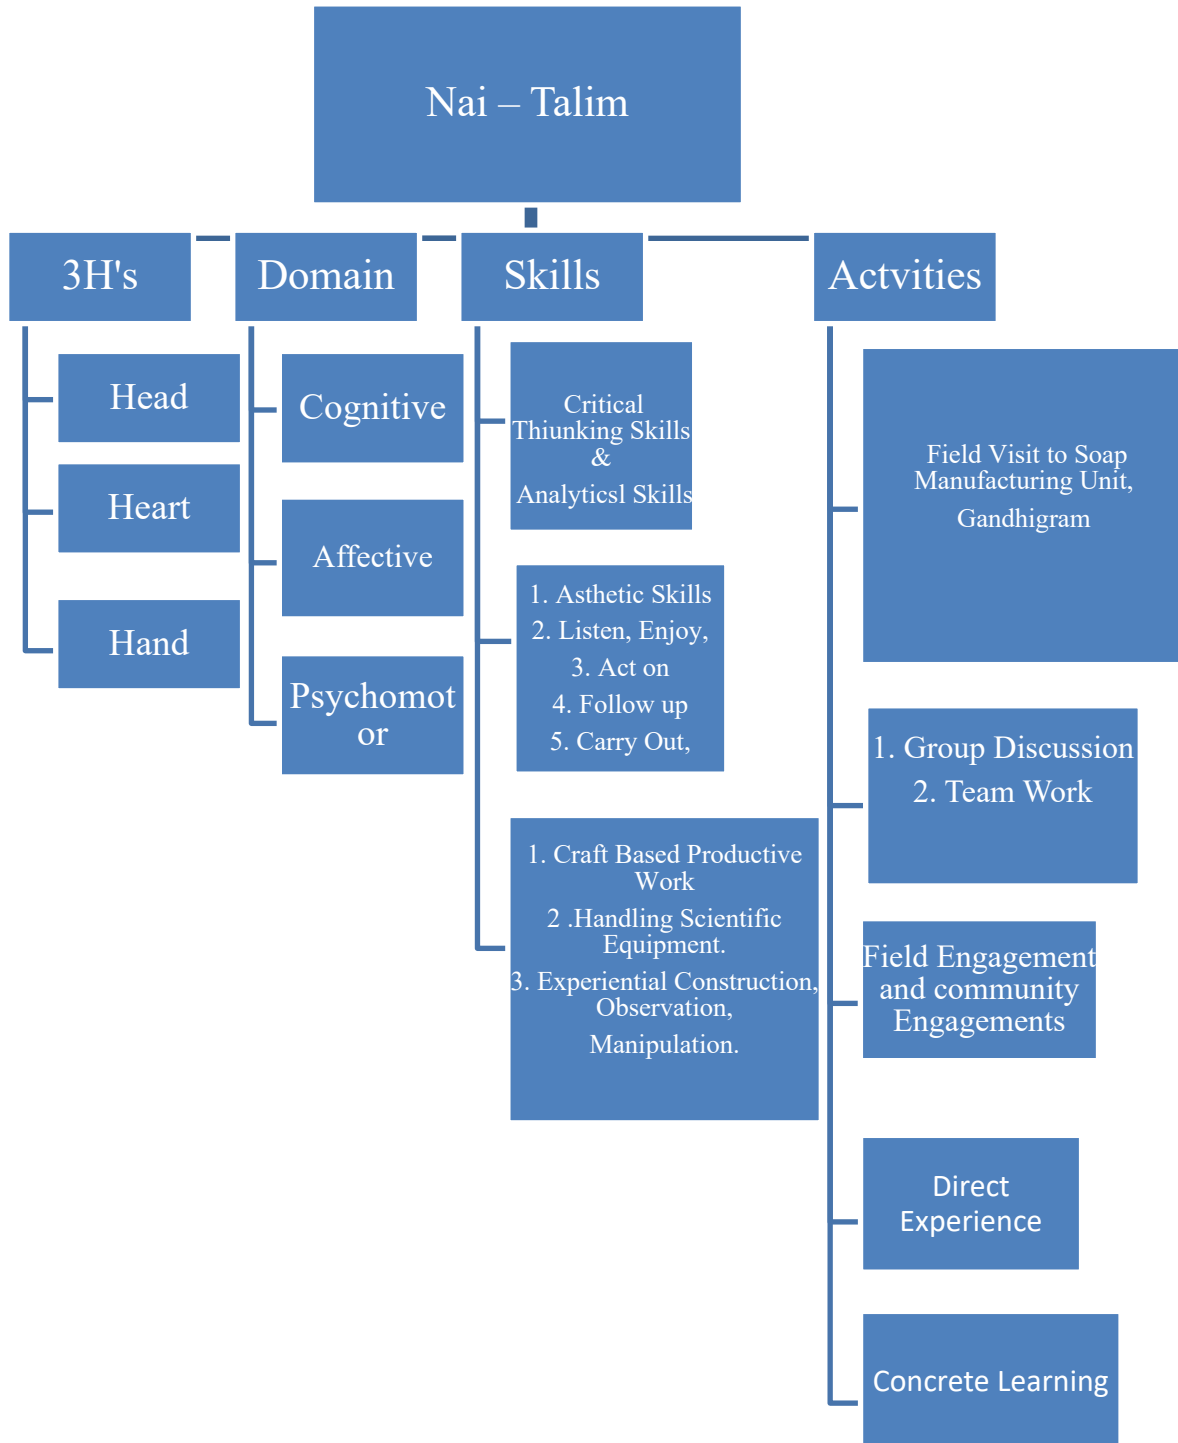 Nai – Talim
3H's
Head
Heart
Hand
Domain
Cognitive
Affective
Psychomot
or
Skills
Critical
Thiunking Skills
&
Analyticsl Skills
1. Asthetic Skills
2. Listen, Enjoy,
3. Act on
4. Follow up
5. Carry Out,
1. Craft Based Productive
Work
2 .Handling Scientific
Equipment.
3. Experiential Construction,
Observation,
Manipulation.
Actvities
Field Visit to Soap
Manufacturing Unit,
Gandhigram
1. Group Discussion
2. Team Work
Field Engagement
and community
Engagements
Direct
Experience
Concrete Learning